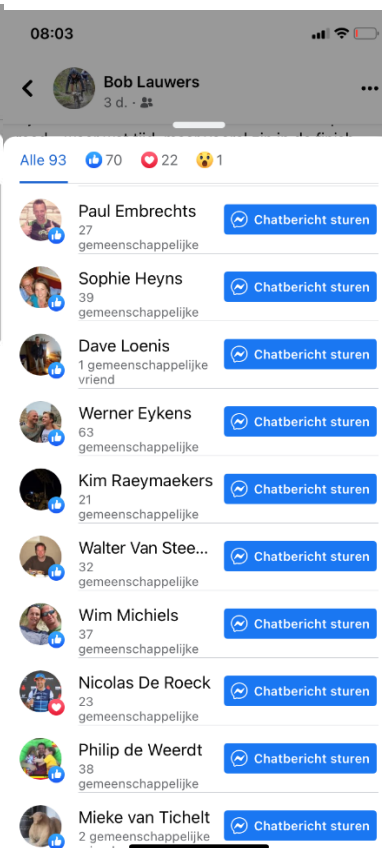 08:03
Bob Lauwers
3 d. ·
Alle 93 70 22 1
Paul Embrechts
27
gemeenschappelijke
Chatbericht sturen
Sophie Heyns
39
gemeenschappelijke
Chatbericht sturen
Dave Loenis
1 gemeenschappelijke
vriend
Chatbericht sturen
Werner Eykens
63
gemeenschappelijke
Chatbericht sturen
Kim Raeymaekers
21
gemeenschappelijke
Chatbericht sturen
Walter Van Stee...
32
gemeenschappelijke
Chatbericht sturen
Wim Michiels
37
gemeenschappelijke
Chatbericht sturen
Nicolas De Roeck
23
gemeenschappelijke
Chatbericht sturen
Philip de Weerdt
38
gemeenschappelijke
Chatbericht sturen
Mieke van Tichelt
2 gemeenschappelijke
Chatbericht sturen